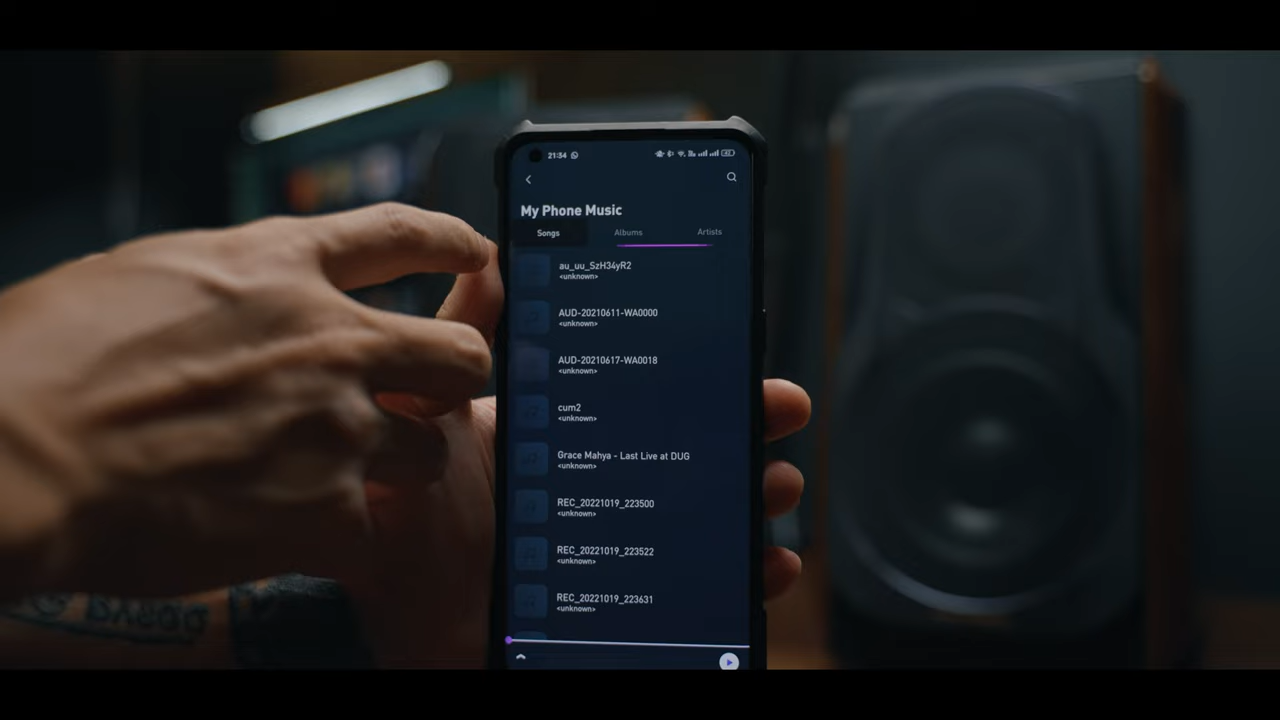 21:34
My Phone Music
Songs Albums Artists
au_uu_SzH34yR2
<unknown>
AUD-20210611-WA0000
<unknown>
AUD-20210617-WA0018
<unknown>
cum2
<unknown>
Grace Mahya - Last Live at DUG
<unknown>
REC_20221019_223500
<unknown>
REC_20221019_223522
<unknown>
REC_20221019_223631
<unknown>